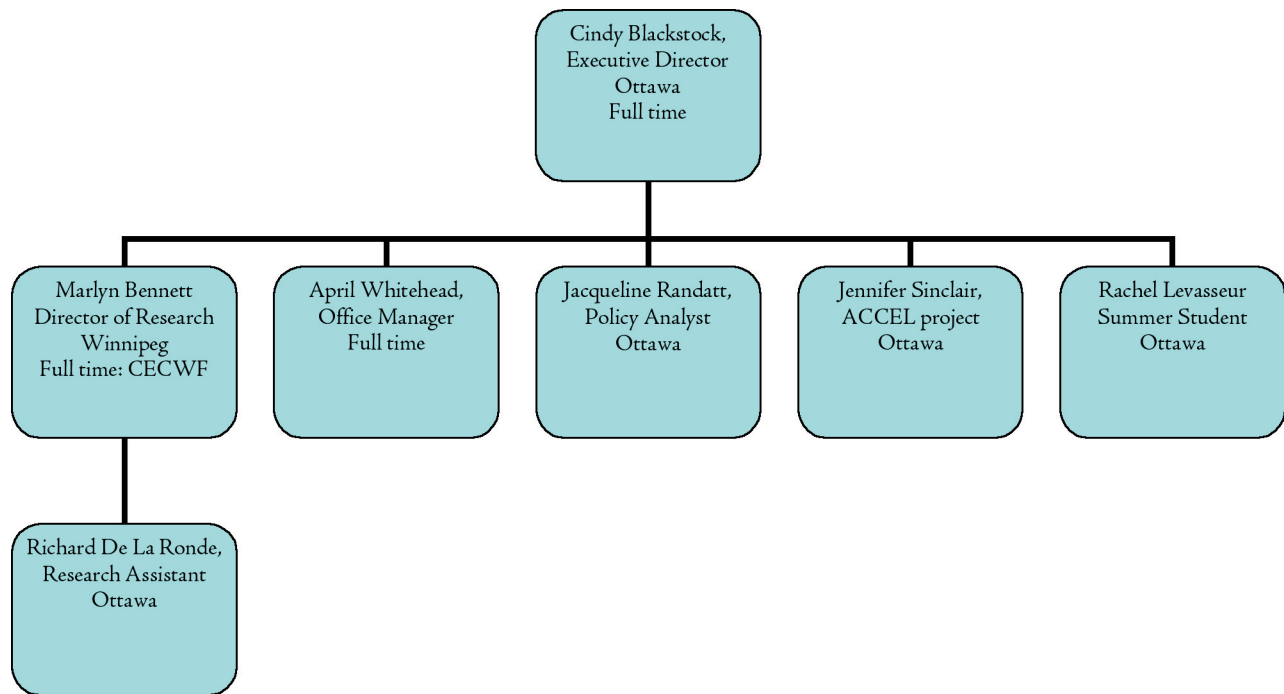 Cindy Blackstock,
Executive Director
Ottawa
Full time
Marlyn Bennett
Director of Research
Winnipeg
Full time: CECWF
April Whitehead,
Office Manager
Full time
Jacqueline Randatt,
Policy Analyst
Ottawa
Jennifer Sinclair,
ACCEL project
Ottawa
Rachel Levasseur
Summer Student
Ottawa
Richard De La Ronde,
Research Assistant
Ottawa